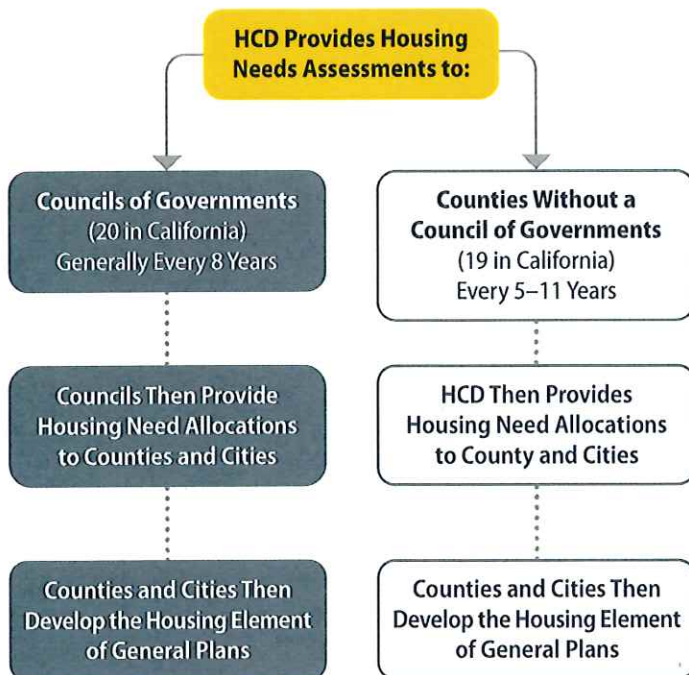 HCD Provides Housing
Needs Assessments to:
Councils of Governments
(20 in California)
Generally Every 8 Years
Councils Then Provide
Housing Need Allocations
to Counties and Cities
Counties and Cities Then
Develop the Housing Element
of General Plans
Counties Without a
Council of Governments
(19 in California)
Every 5–11 Years
HCD Then Provides
Housing Need Allocations
to County and Cities
Counties and Cities Then
Develop the Housing Element
of General Plans